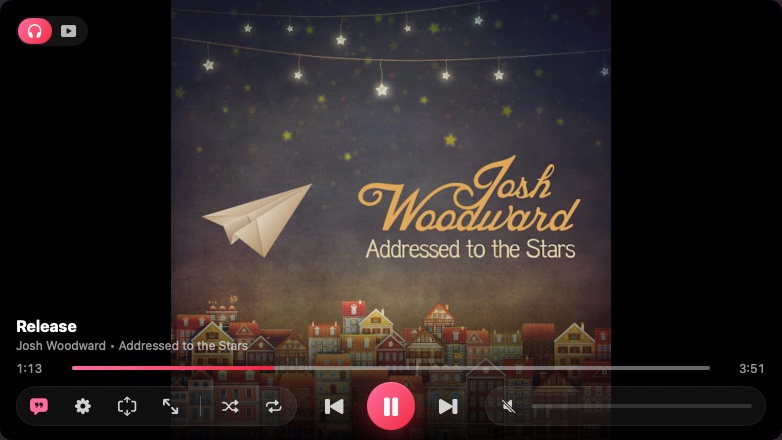 Josh
Woodward
Addressed to the Stars
Release
Josh Woodward • Addressed to the Stars
1:13
3:51